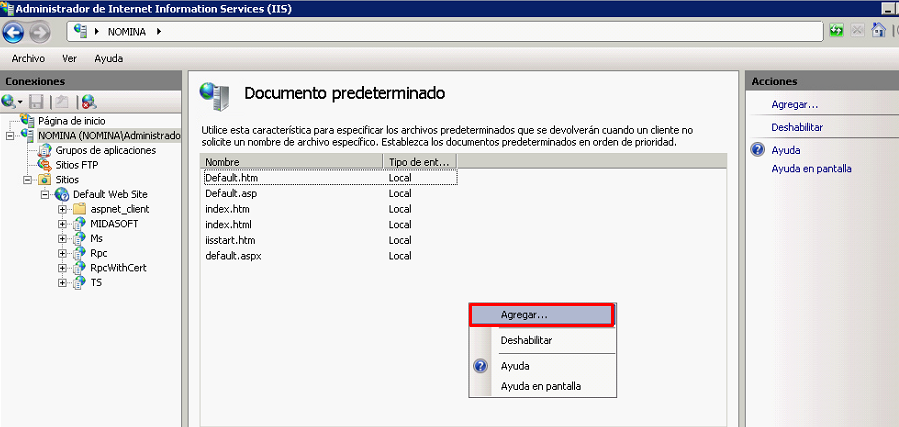 Administrador de Internet Information Services (IIS)
NOMINA
Archivo Ver Ayuda
Conexiones
Página de inicio
NOMINA (NOMINA\Administrado
Grupos de aplicaciones
Sitios FTP
Sitios
Default Web Site
aspnet_client
MIDASOFT
Ms
Rpc
RpcWithCert
TS
Documento predeterminado
Utilice esta característica para especificar los archivos predeterminados que se devolverán cuando un cliente no
solicite un nombre de archivo específico. Establezca los documentos predeterminados en orden de prioridad.
Nombre Tipo de ent...
Default.htm Local
Default.asp Local
index.htm Local
index.html Local
iisstart.htm Local
default.aspx Local
Agregar...
Deshabilitar
Ayuda
Ayuda en pantalla
Acciones
Agregar...
Deshabilitar
Ayuda
Ayuda en pantalla